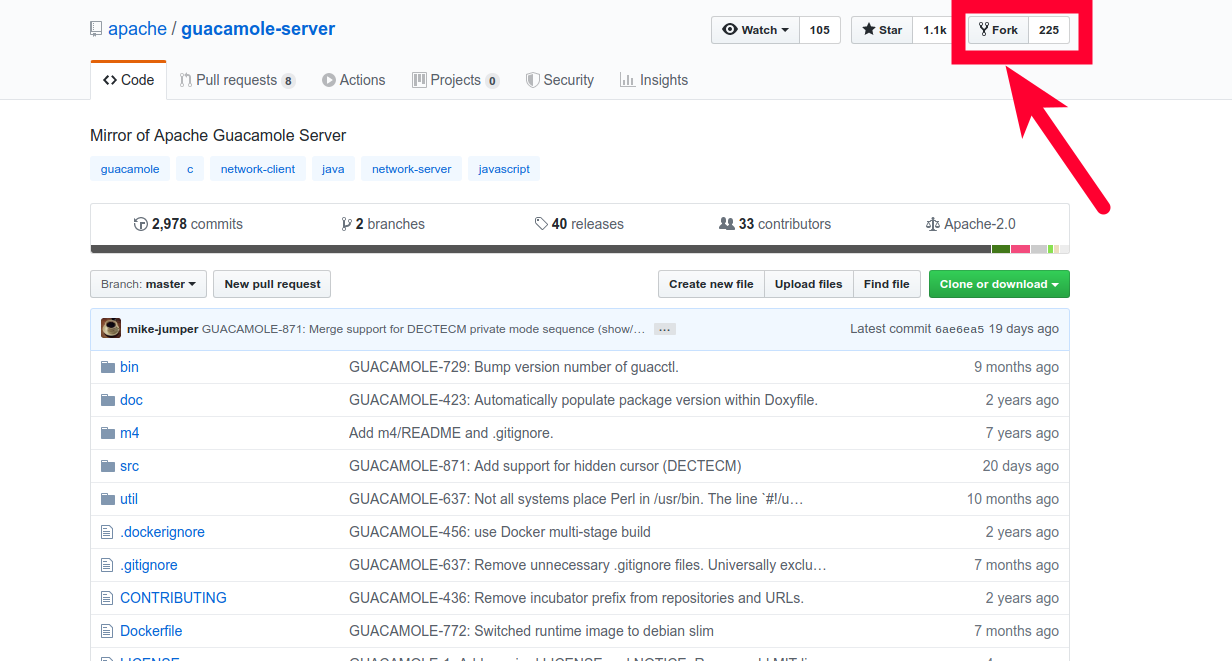 apache / guacamole-server
Watch 105 Star 1.1k Fork 225
Code Pull requests 8 Actions Projects 0 Security Insights
Mirror of Apache Guacamole Server
guacamole c network-client java network-server javascript
2,978 commits 2 branches 40 releases 33 contributors Apache-2.0
Branch: master New pull request Create new file Upload files Find file Clone or download
mike-jumper GUACAMOLE-871: Merge support for DECTECM private mode sequence (show/… ... Latest commit 6ae6ea5 19 days ago
bin GUACAMOLE-729: Bump version number of guacctl. 9 months ago
doc GUACAMOLE-423: Automatically populate package version within Doxyfile. 2 years ago
m4 Add m4/README and .gitignore. 7 years ago
src GUACAMOLE-871: Add support for hidden cursor (DECTECM) 20 days ago
util GUACAMOLE-637: Not all systems place Perl in /usr/bin. The line `#!/u… 10 months ago
.dockerignore GUACAMOLE-456: use Docker multi-stage build 2 years ago
.gitignore GUACAMOLE-637: Remove unnecessary .gitignore files. Universally exclu… 7 months ago
CONTRIBUTING GUACAMOLE-436: Remove incubator prefix from repositories and URLs. 2 years ago
Dockerfile GUACAMOLE-772: Switched runtime image to debian slim 7 months ago
LICENSE